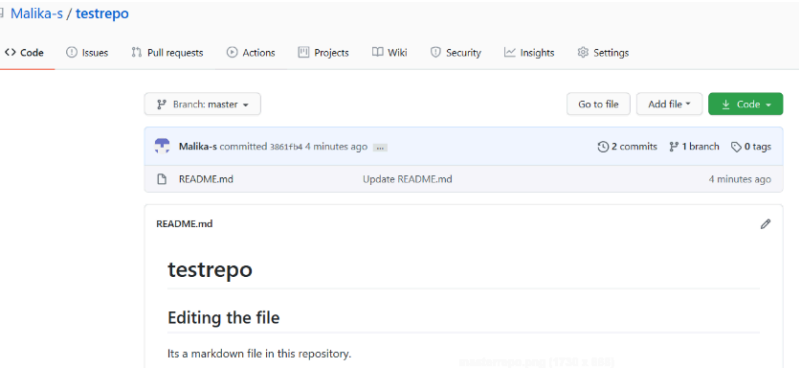 Malika-s / testrepo
<> Code Issues Pull requests Actions Projects Wiki Security Insights Settings
Branch: master Go to file Add file Code
Malika-s committed 3861fb4 4 minutes ago ... 2 commits 1 branch 0 tags
README.md Update README.md 4 minutes ago
README.md
testrepo
Editing the file
Its a markdown file in this repository.